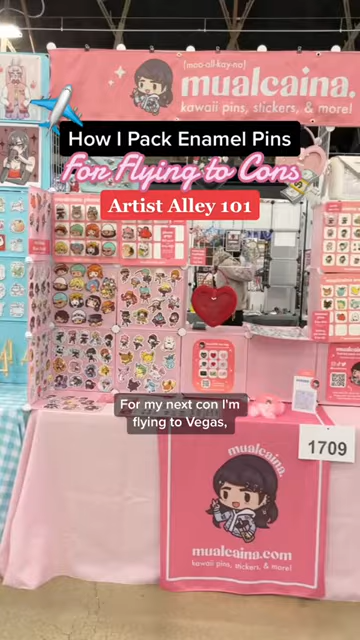 [moo-all-kay-na]
mualcaina.
kawaii pins, stickers, & more!
How I Pack Enamel Pins
For Flying to Cons
Artist Alley 101
For my next con I'm
flying to Vegas,
1709
mualcaina.
mualcaina.com
kawaii pins, stickers, & more!